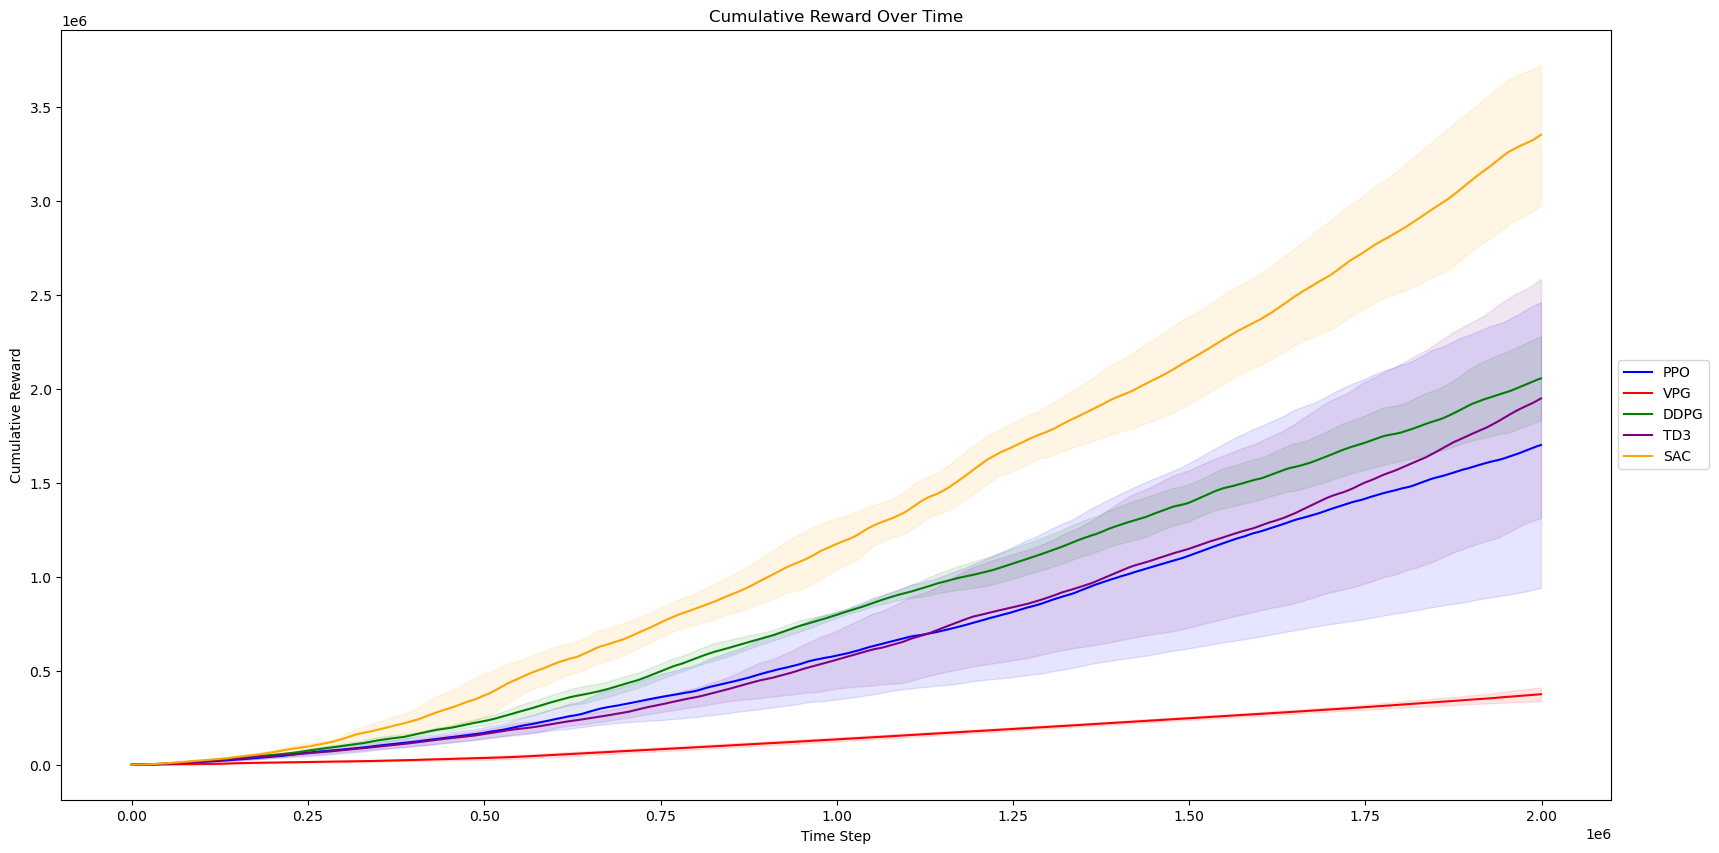 Cumulative Reward Over Time
1e6
3.5
3.0
2.5
2.0
1.5
1.0
0.5
0.0
Cumulative Reward
0.00 0.25 0.50 0.75 1.00 1.25 1.50 1.75 2.00
Time Step
1e6
PPO
VPG
DDPG
TD3
SAC